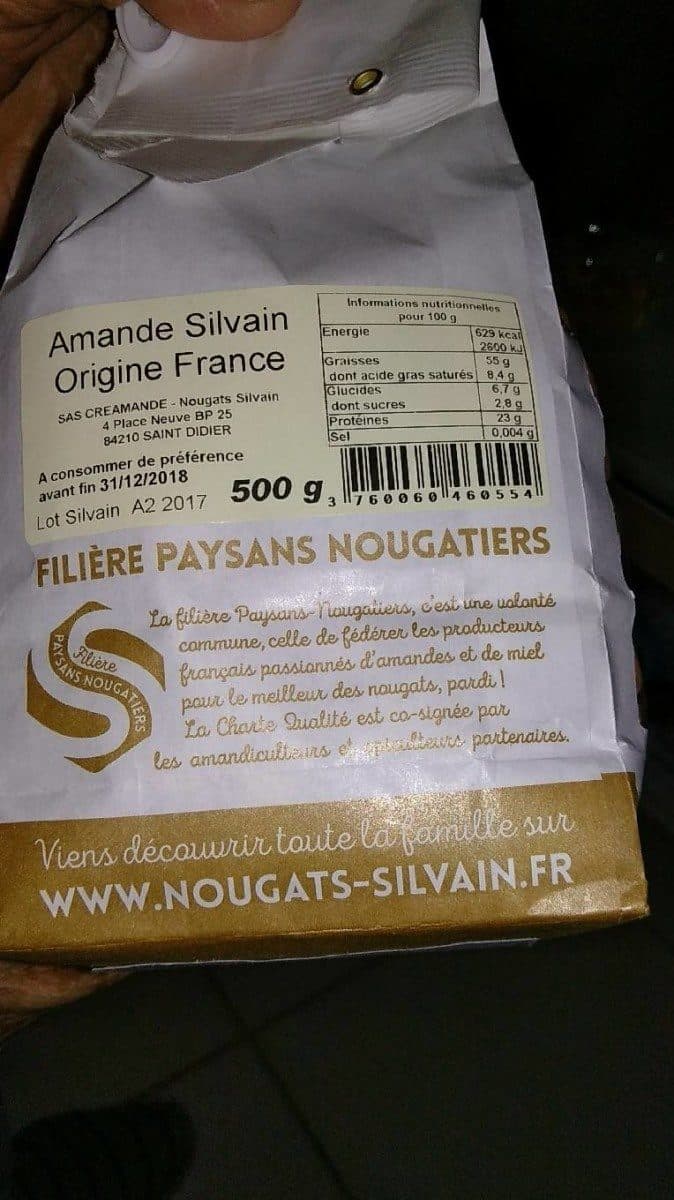 Amande Silvain
Origine France
SAS CREAMANDE - Nougats Silvain
4 Place Neuve BP 25
84210 SAINT DIDIER
A consommer de préférence
avant fin 31/12/2018
Lot Silvain A2 2017
500 g
Informations nutritionnelles
pour 100 g
Energie 629 kcal
2600 kJ
Graisses 55 g
dont acide gras saturés 8,4 g
Glucides 6,7 g
dont sucres 2,8 g
Protéines 23 g
Sel 0,004 g
3 760060 460554
FILIÈRE PAYSANS NOUGATIERS
Filière
PAYSANS NOUGATIERS
La filière Paysans-Nougatiers, c'est une volonté
commune, celle de fédérer les producteurs
français passionnés d'amandes et de miel
pour le meilleur des nougats, pardi !
La Charte Qualité est co-signée par
les amandiculteurs et apiculteurs partenaires.
Viens découvrir toute la famille sur
WWW.NOUGATS-SILVAIN.FR